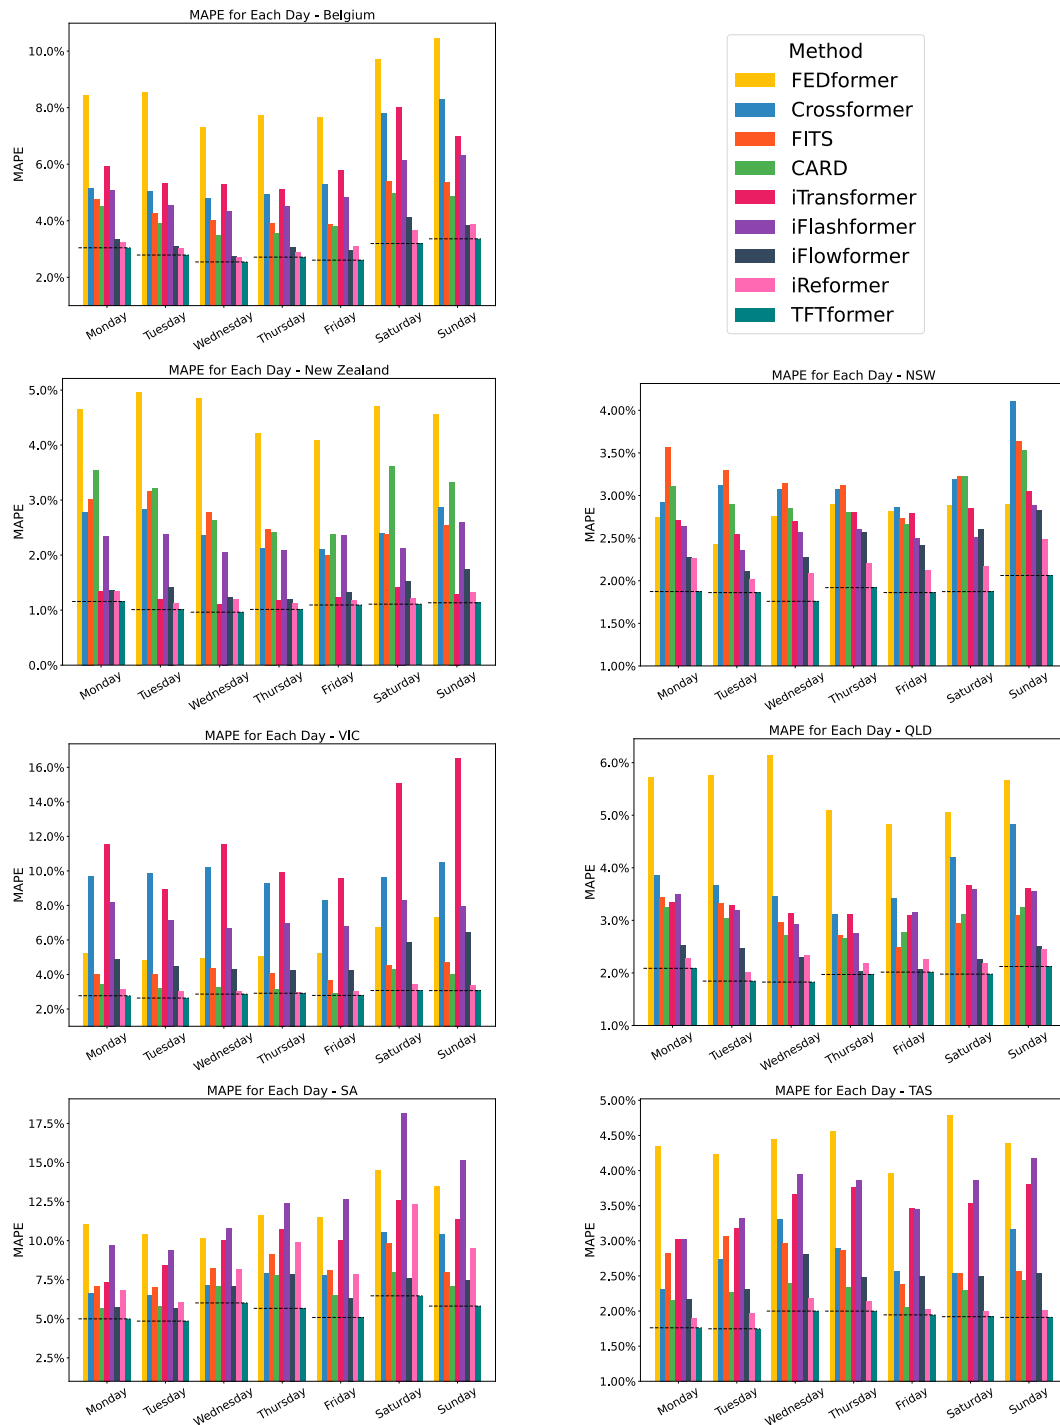 MAPE for Each Day - Belgium
MAPE
10.0%
8.0%
6.0%
4.0%
2.0%
Monday
Tuesday
Wednesday
Thursday
Friday
Saturday
Sunday
Method
FEDformer
Crossformer
FITS
CARD
iTransformer
iFlashformer
iFlowformer
iReformer
TFTformer
MAPE for Each Day - New Zealand
MAPE
5.0%
4.0%
3.0%
2.0%
1.0%
0.0%
Monday
Tuesday
Wednesday
Thursday
Friday
Saturday
Sunday
MAPE for Each Day - NSW
MAPE
4.00%
3.50%
3.00%
2.50%
2.00%
1.50%
1.00%
Monday
Tuesday
Wednesday
Thursday
Friday
Saturday
Sunday
MAPE for Each Day - VIC
MAPE
16.0%
14.0%
12.0%
10.0%
8.0%
6.0%
4.0%
2.0%
Monday
Tuesday
Wednesday
Thursday
Friday
Saturday
Sunday
MAPE for Each Day - QLD
MAPE
6.0%
5.0%
4.0%
3.0%
2.0%
1.0%
Monday
Tuesday
Wednesday
Thursday
Friday
Saturday
Sunday
MAPE for Each Day - SA
MAPE
17.5%
15.0%
12.5%
10.0%
7.5%
5.0%
2.5%
Monday
Tuesday
Wednesday
Thursday
Friday
Saturday
Sunday
MAPE for Each Day - TAS
MAPE
5.00%
4.50%
4.00%
3.50%
3.00%
2.50%
2.00%
1.50%
1.00%
Monday
Tuesday
Wednesday
Thursday
Friday
Saturday
Sunday